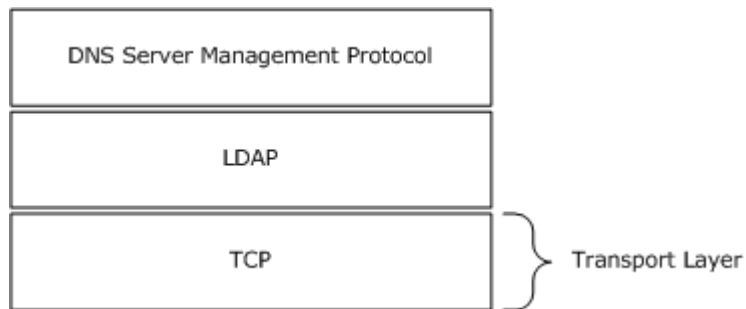 DNS Server Management Protocol
LDAP
TCP
Transport Layer